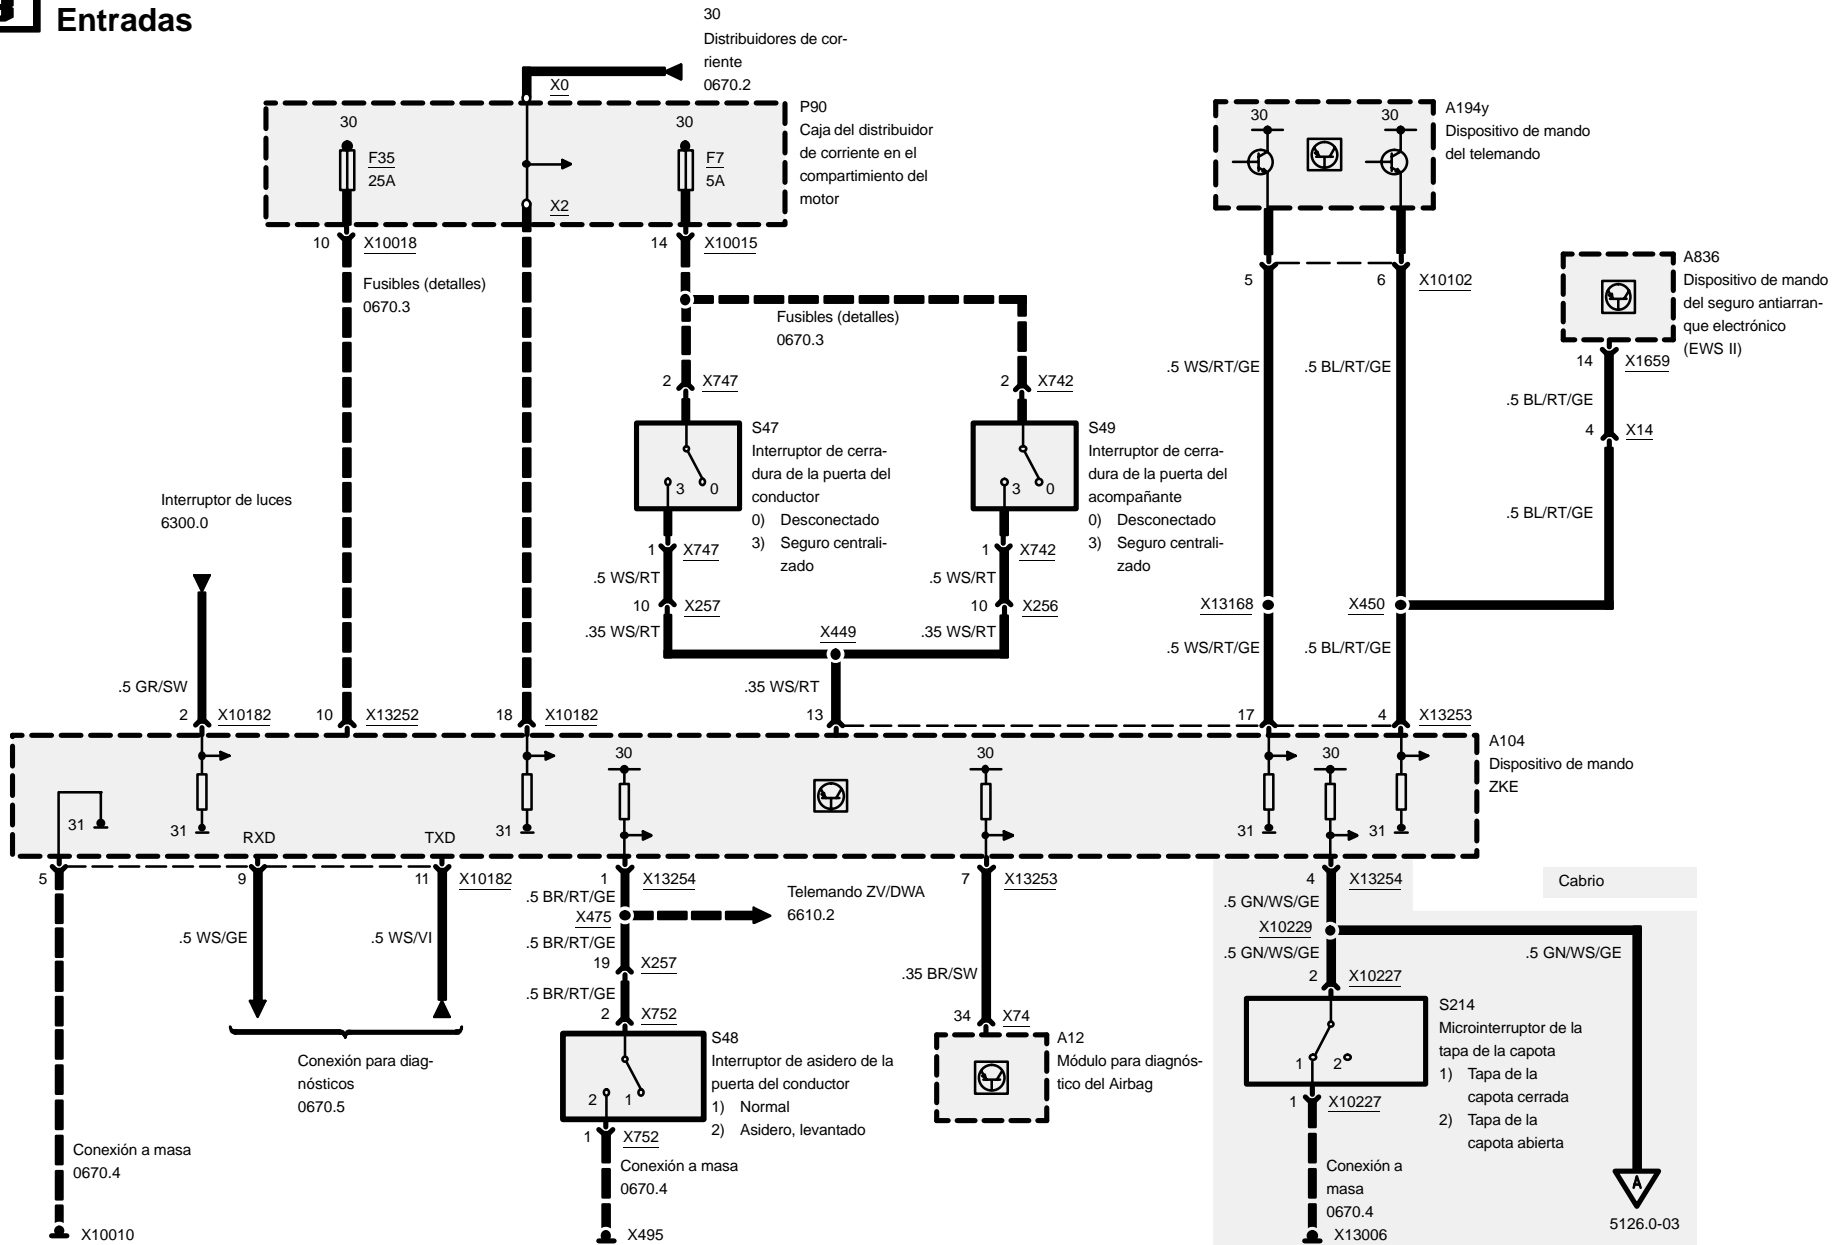 Entradas
30
Distribuidores de cor-
riente
0670.2
X0
P90
Caja del distribuidor
de corriente en el
compartimiento del
motor
30
F35
25A
30
F7
5A
X2
10 X10018
14 X10015
Fusibles (detalles)
0670.3
Fusibles (detalles)
0670.3
A194y
Dispositivo de mando
del telemando
30
30
5
6 X10102
A836
Dispositivo de mando
del seguro antiarran-
que electrónico
(EWS II)
14 X1659
.5 WS/RT/GE
.5 BL/RT/GE
.5 BL/RT/GE
4 X14
.5 BL/RT/GE
2 X747
2 X742
S47
Interruptor de cerra-
dura de la puerta del
conductor
0) Desconectado
3) Seguro centrali-
zado
3 0
S49
Interruptor de cerra-
dura de la puerta del
acompañante
0) Desconectado
3) Seguro centrali-
zado
3 0
Interruptor de luces
6300.0
1 X747
1 X742
.5 WS/RT
.5 WS/RT
10 X257
10 X256
.35 WS/RT
X449
.35 WS/RT
X13168
X450
.5 WS/RT/GE
.5 BL/RT/GE
.5 GR/SW
.35 WS/RT
2 X10182
10 X13252
18 X10182
13
17
4 X13253
A104
Dispositivo de mando
ZKE
30
30
30
31
31
31
31
31
RXD
TXD
5
9
11 X10182
1 X13254
7 X13253
4 X13254
Cabrio
.5 BR/RT/GE
Telemando ZV/DWA
6610.2
X475
.5 GN/WS/GE
X10229
.5 WS/GE
.5 WS/VI
.5 BR/RT/GE
.5 GN/WS/GE
.5 GN/WS/GE
19 X257
.35 BR/SW
2 X10227
.5 BR/RT/GE
2 X752
34 X74
S48
Interruptor de asidero de la
puerta del conductor
1) Normal
2) Asidero, levantado
2 1
A12
Módulo para diagnós-
tico del Airbag
S214
Microinterruptor de la
tapa de la capota
1) Tapa de la
capota cerrada
2) Tapa de la
capota abierta
1 2
Conexión para diag-
nósticos
0670.5
1 X752
1 X10227
Conexión a masa
0670.4
Conexión a masa
0670.4
Conexión a
masa
0670.4
A
5126.0-03
X10010
X495
X13006